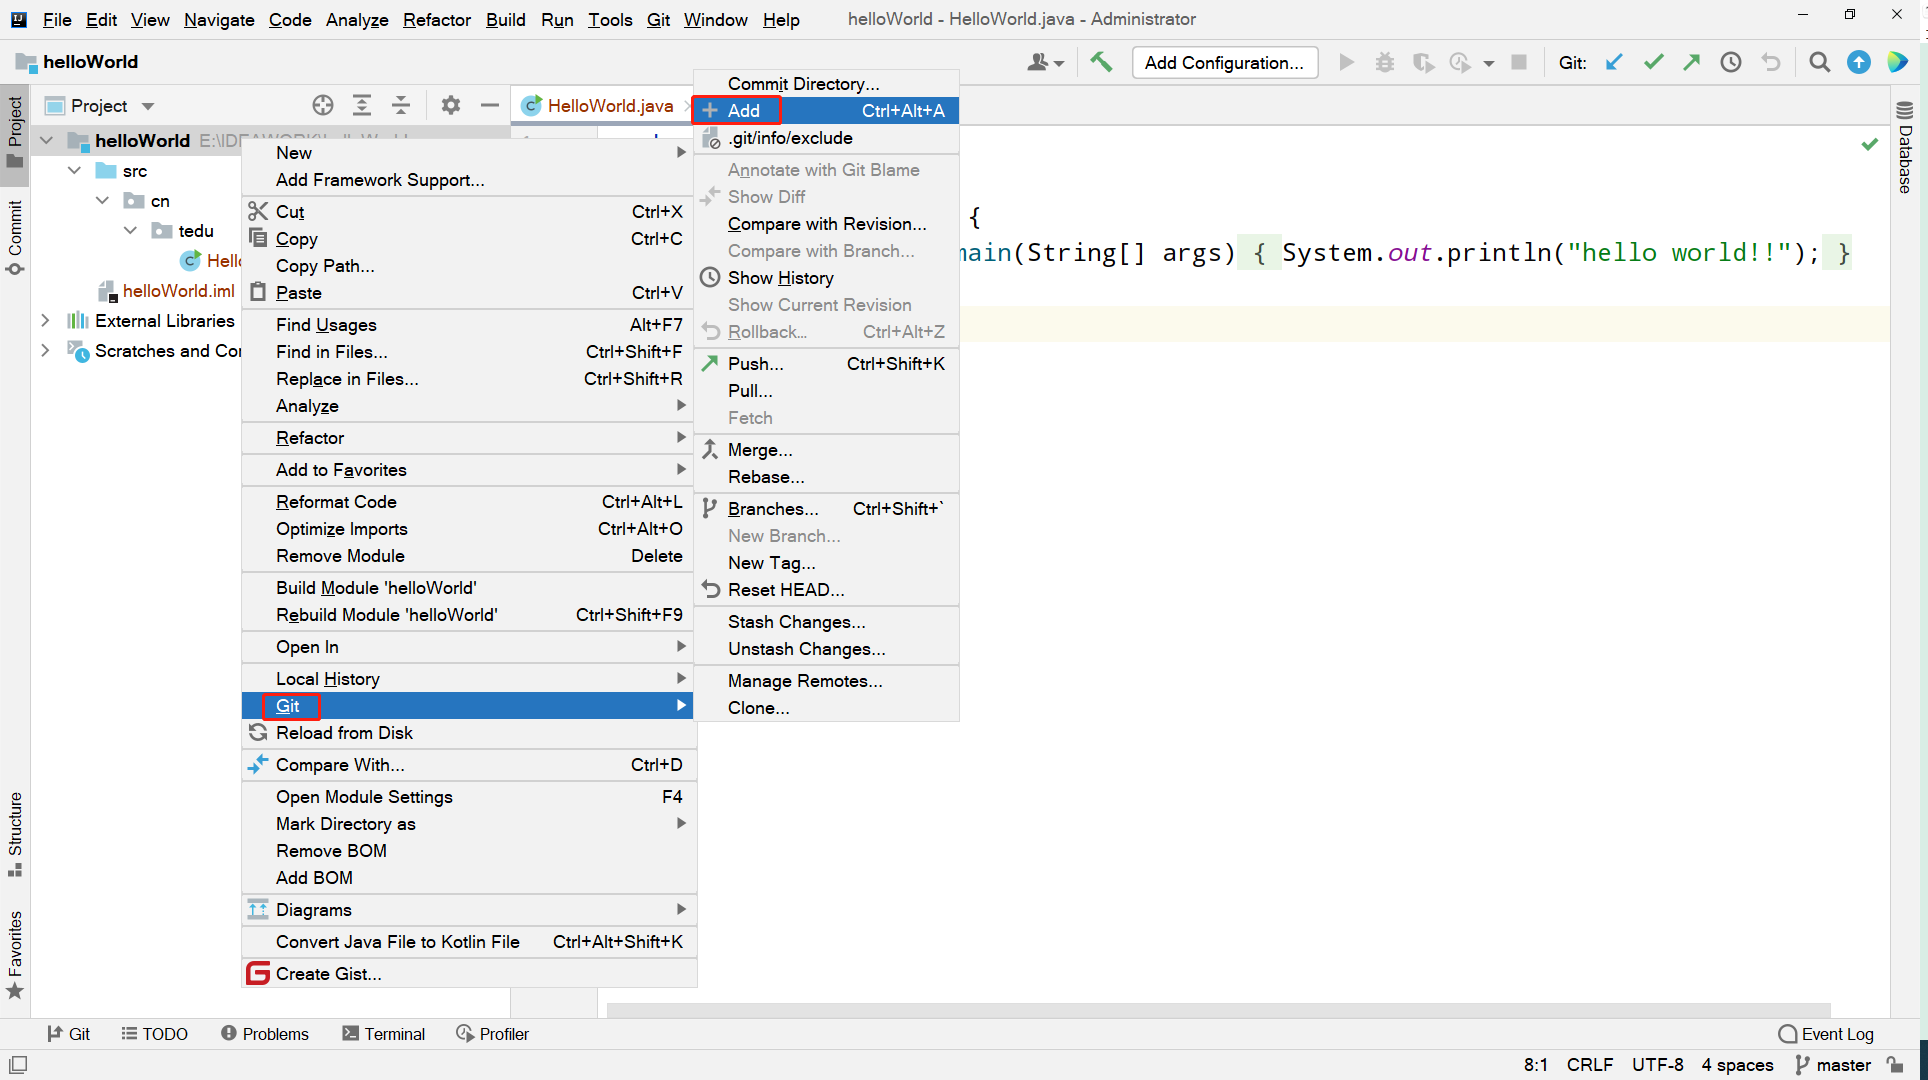 File Edit View Navigate Code Analyze Refactor Build Run Tools Git Window Help helloWorld - HelloWorld.java - Administrator
helloWorld Add Configuration... Git:
Project
HelloWorld.java
helloWorld E:\IDEAWORK\helloWorld
src
cn
tedu
Hello
helloWorld.iml
External Libraries
Scratches and Con
Project
Commit
Structure
Favorites
New
Add Framework Support...
Cut Ctrl+X
Copy Ctrl+C
Copy Path...
Paste Ctrl+V
Find Usages Alt+F7
Find in Files... Ctrl+Shift+F
Replace in Files... Ctrl+Shift+R
Analyze
Refactor
Add to Favorites
Reformat Code Ctrl+Alt+L
Optimize Imports Ctrl+Alt+O
Remove Module Delete
Build Module 'helloWorld'
Rebuild Module 'helloWorld' Ctrl+Shift+F9
Open In
Local History
Git
Reload from Disk
Compare With... Ctrl+D
Open Module Settings F4
Mark Directory as
Remove BOM
Add BOM
Diagrams
Convert Java File to Kotlin File Ctrl+Alt+Shift+K
Create Gist...
Commit Directory...
Add Ctrl+Alt+A
.git/info/exclude
Annotate with Git Blame
Show Diff
Compare with Revision...
Compare with Branch...
Show History
Show Current Revision
Rollback... Ctrl+Alt+Z
Push... Ctrl+Shift+K
Pull...
Fetch
Merge...
Rebase...
Branches... Ctrl+Shift+`
New Branch...
New Tag...
Reset HEAD...
Stash Changes...
Unstash Changes...
Manage Remotes...
Clone...
{
main(String[] args) { System.out.println("hello world!!"); }
Database
Git TODO Problems Terminal Profiler Event Log
8:1 CRLF UTF-8 4 spaces master